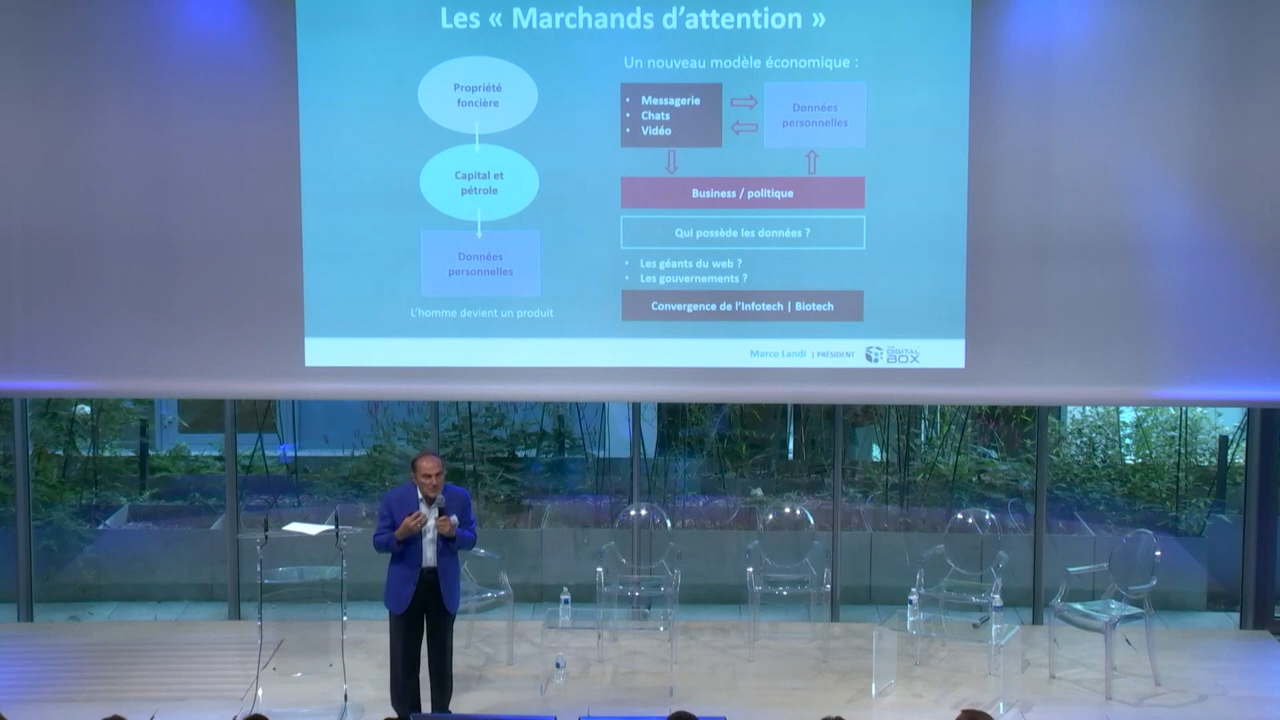 Les « Marchands d'attention »
Propriété
foncière
Capital et
pétrole
Données
personnelles
L'homme devient un produit
Un nouveau modèle économique :
• Messagerie
• Chats
• Vidéo
Données
personnelles
Business / politique
Qui possède les données ?
• Les géants du web ?
• Les gouvernements ?
Convergence de l'Infotech | Biotech
Marco Landi | PRÉSIDENT
THE
DIGITAL
BOX